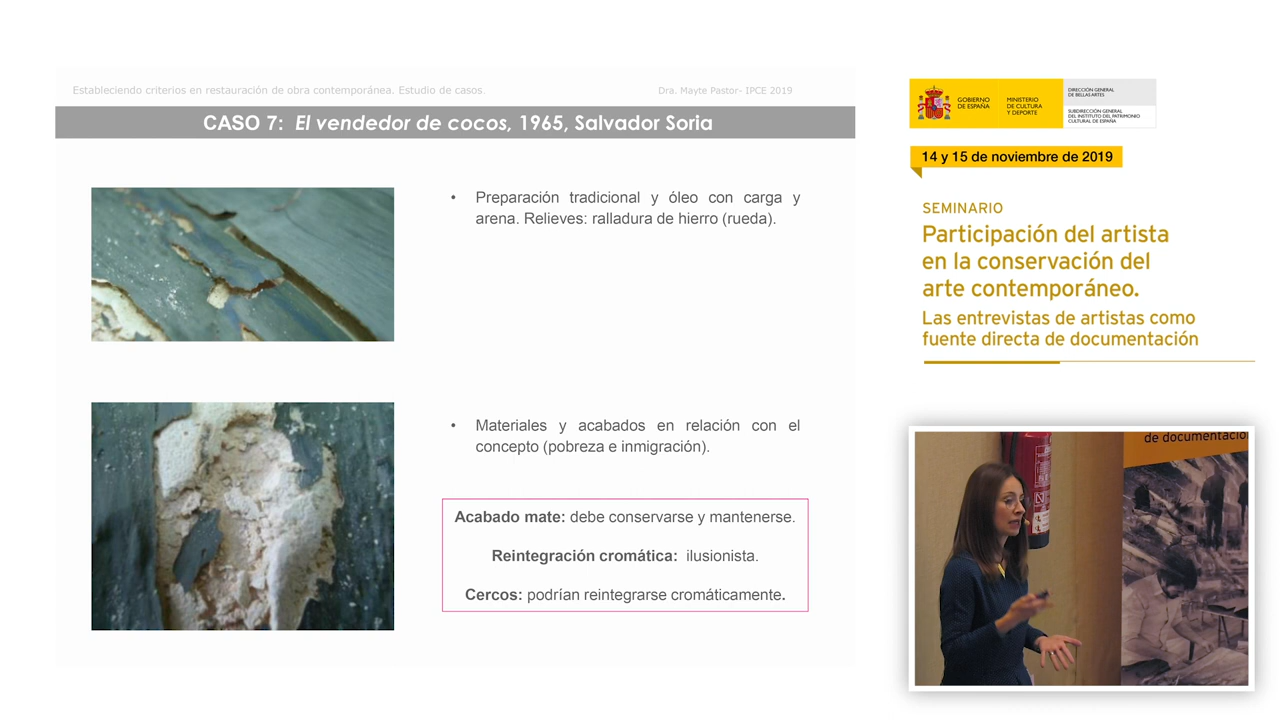 Estableciendo criterios en restauración de obra contemporánea. Estudio de casos.
Dra. Mayte Pastor- IPCE 2019
CASO 7: El vendedor de cocos, 1965, Salvador Soria
• Preparación tradicional y óleo con carga y
arena. Relieves: ralladura de hierro (rueda).
• Materiales y acabados en relación con el
concepto (pobreza e inmigración).
Acabado mate: debe conservarse y mantenerse.
Reintegración cromática: ilusionista.
Cercos: podrían reintegrarse cromáticamente.
GOBIERNO
DE ESPAÑA
MINISTERIO
DE CULTURA
Y DEPORTE
DIRECCIÓN GENERAL
DE BELLAS ARTES
SUBDIRECCIÓN GENERAL
DEL INSTITUTO DEL PATRIMONIO
CULTURAL DE ESPAÑA
14 y 15 de noviembre de 2019
SEMINARIO
Participación del artista
en la conservación del
arte contemporáneo.
Las entrevistas de artistas como
fuente directa de documentación
de documentació